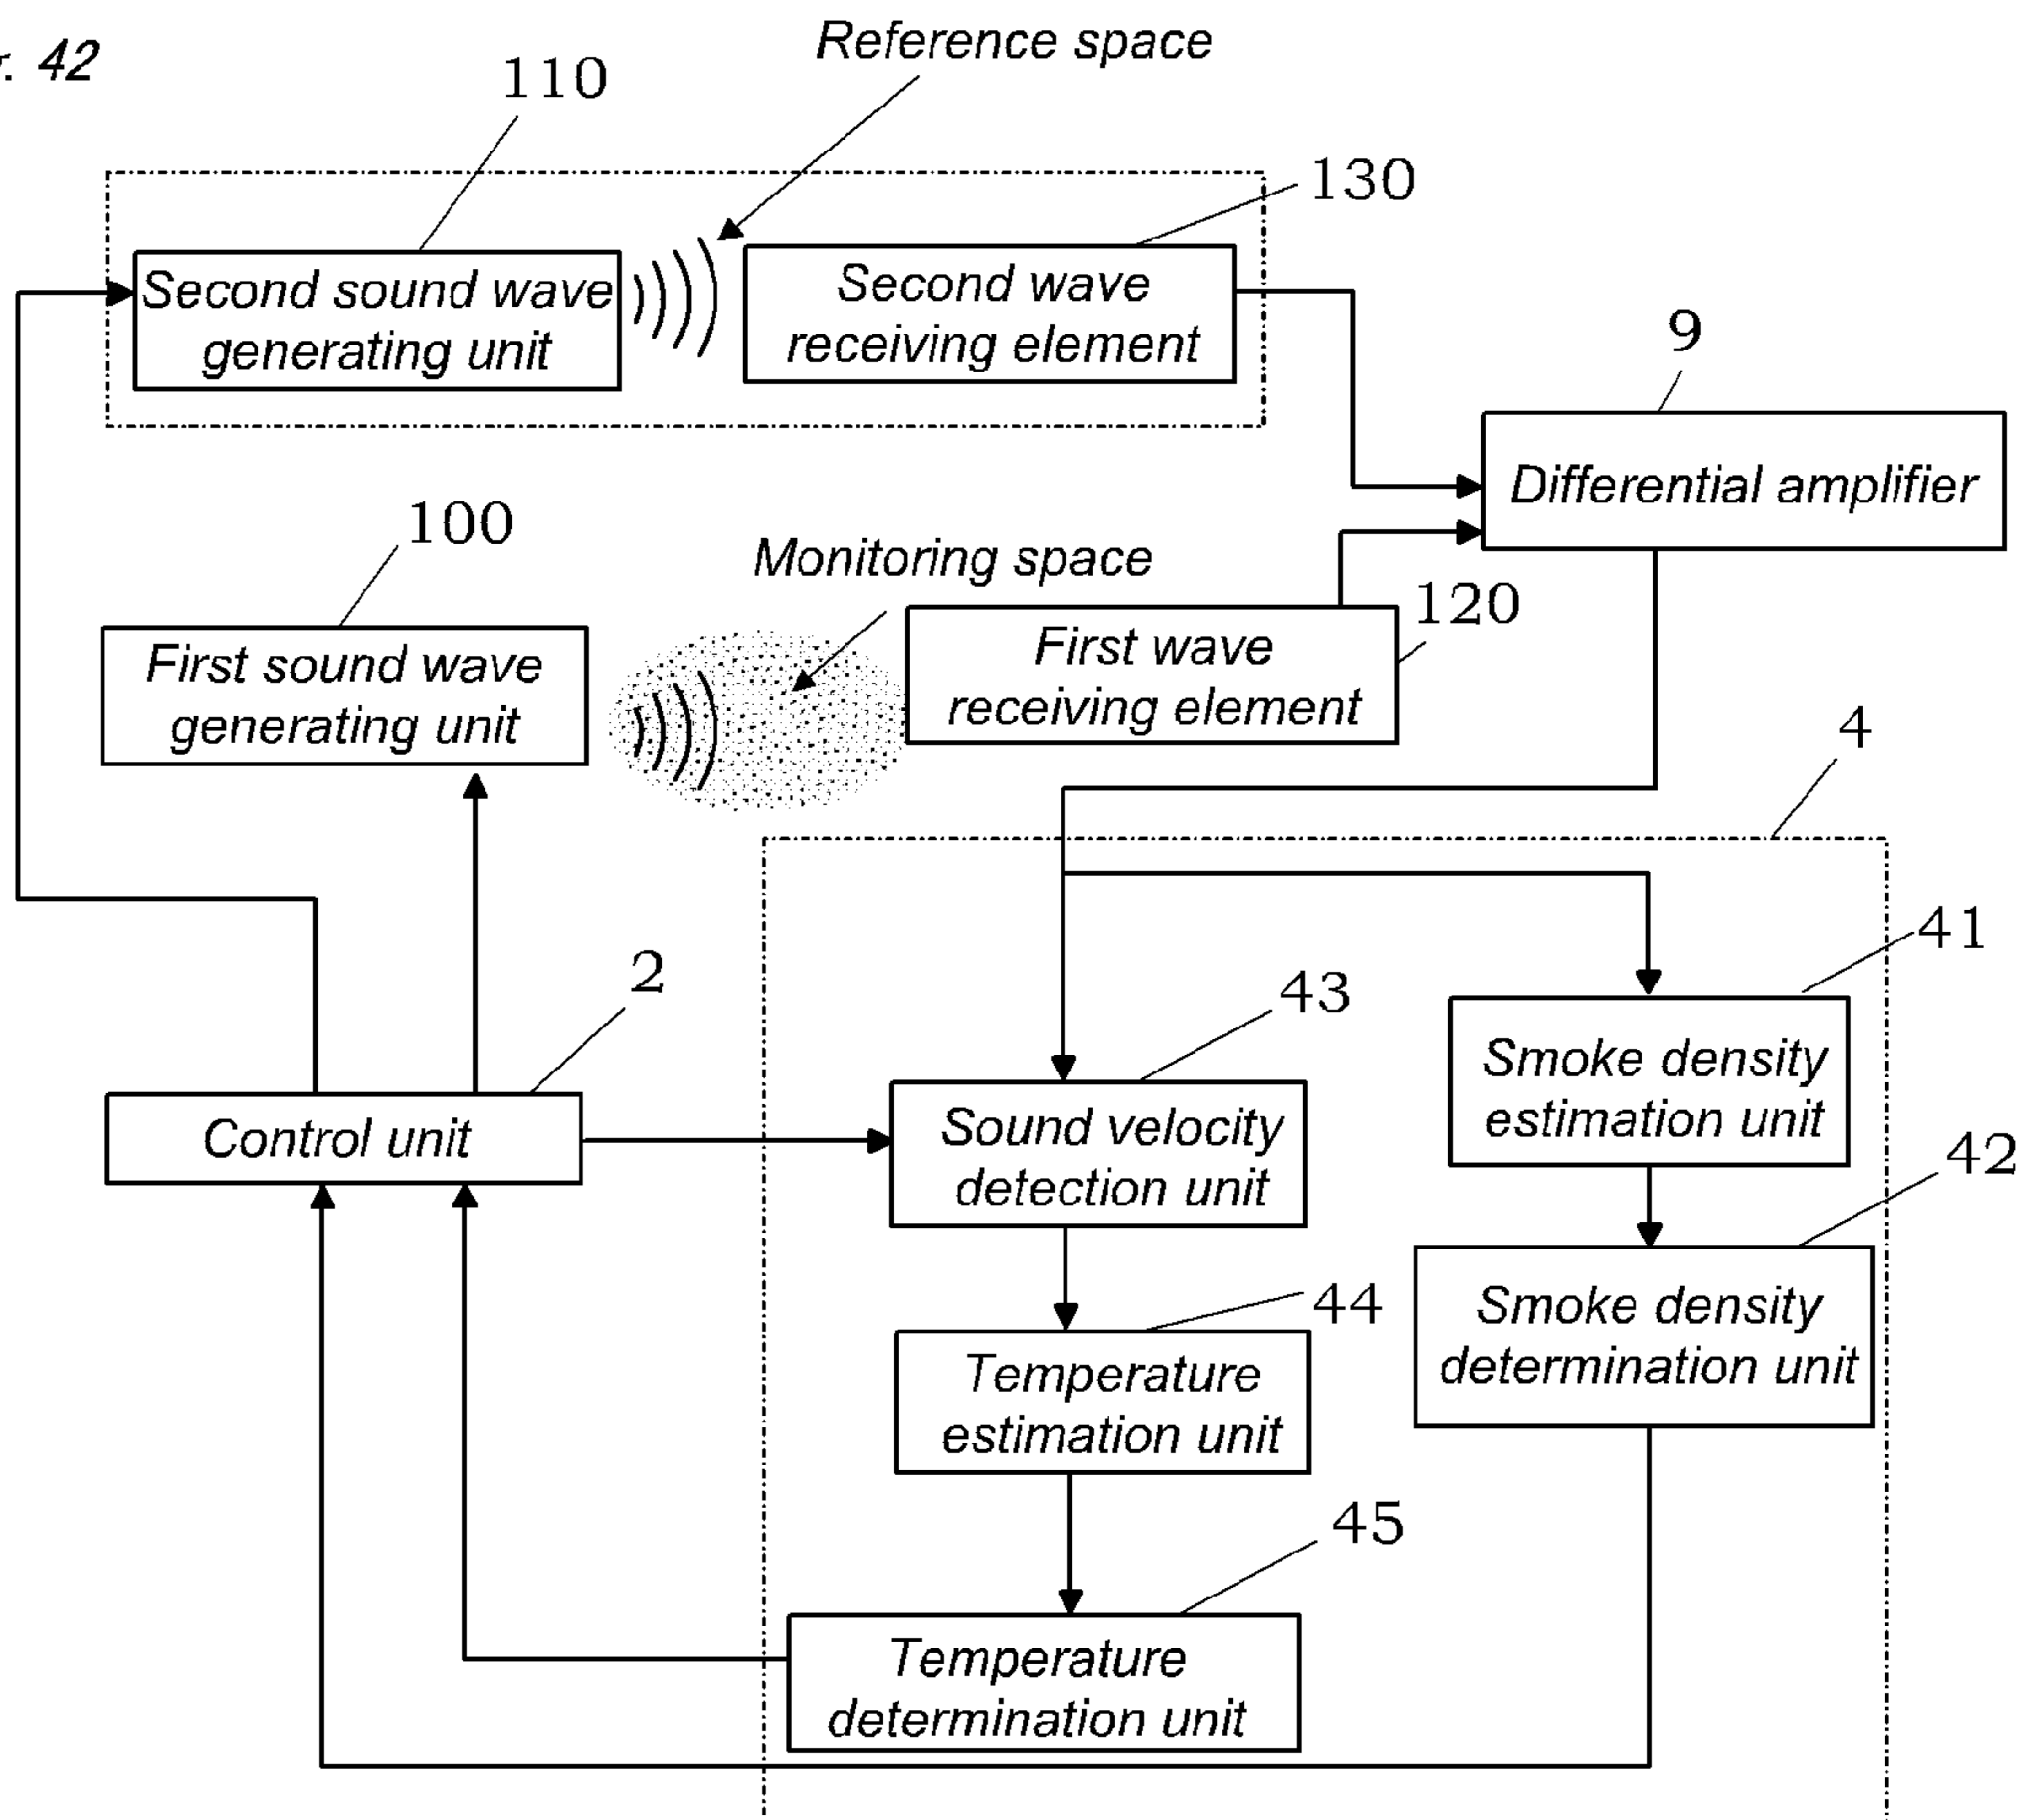 42
Reference space
110
130
Second sound wave
generating unit
Second wave
receiving element
9
Differential amplifier
100
Monitoring space
120
First sound wave
generating unit
First wave
receiving element
4
41
2
43
Smoke density
estimation unit
Control unit
Sound velocity
detection unit
42
44
Smoke density
determination unit
Temperature
estimation unit
45
Temperature
determination unit